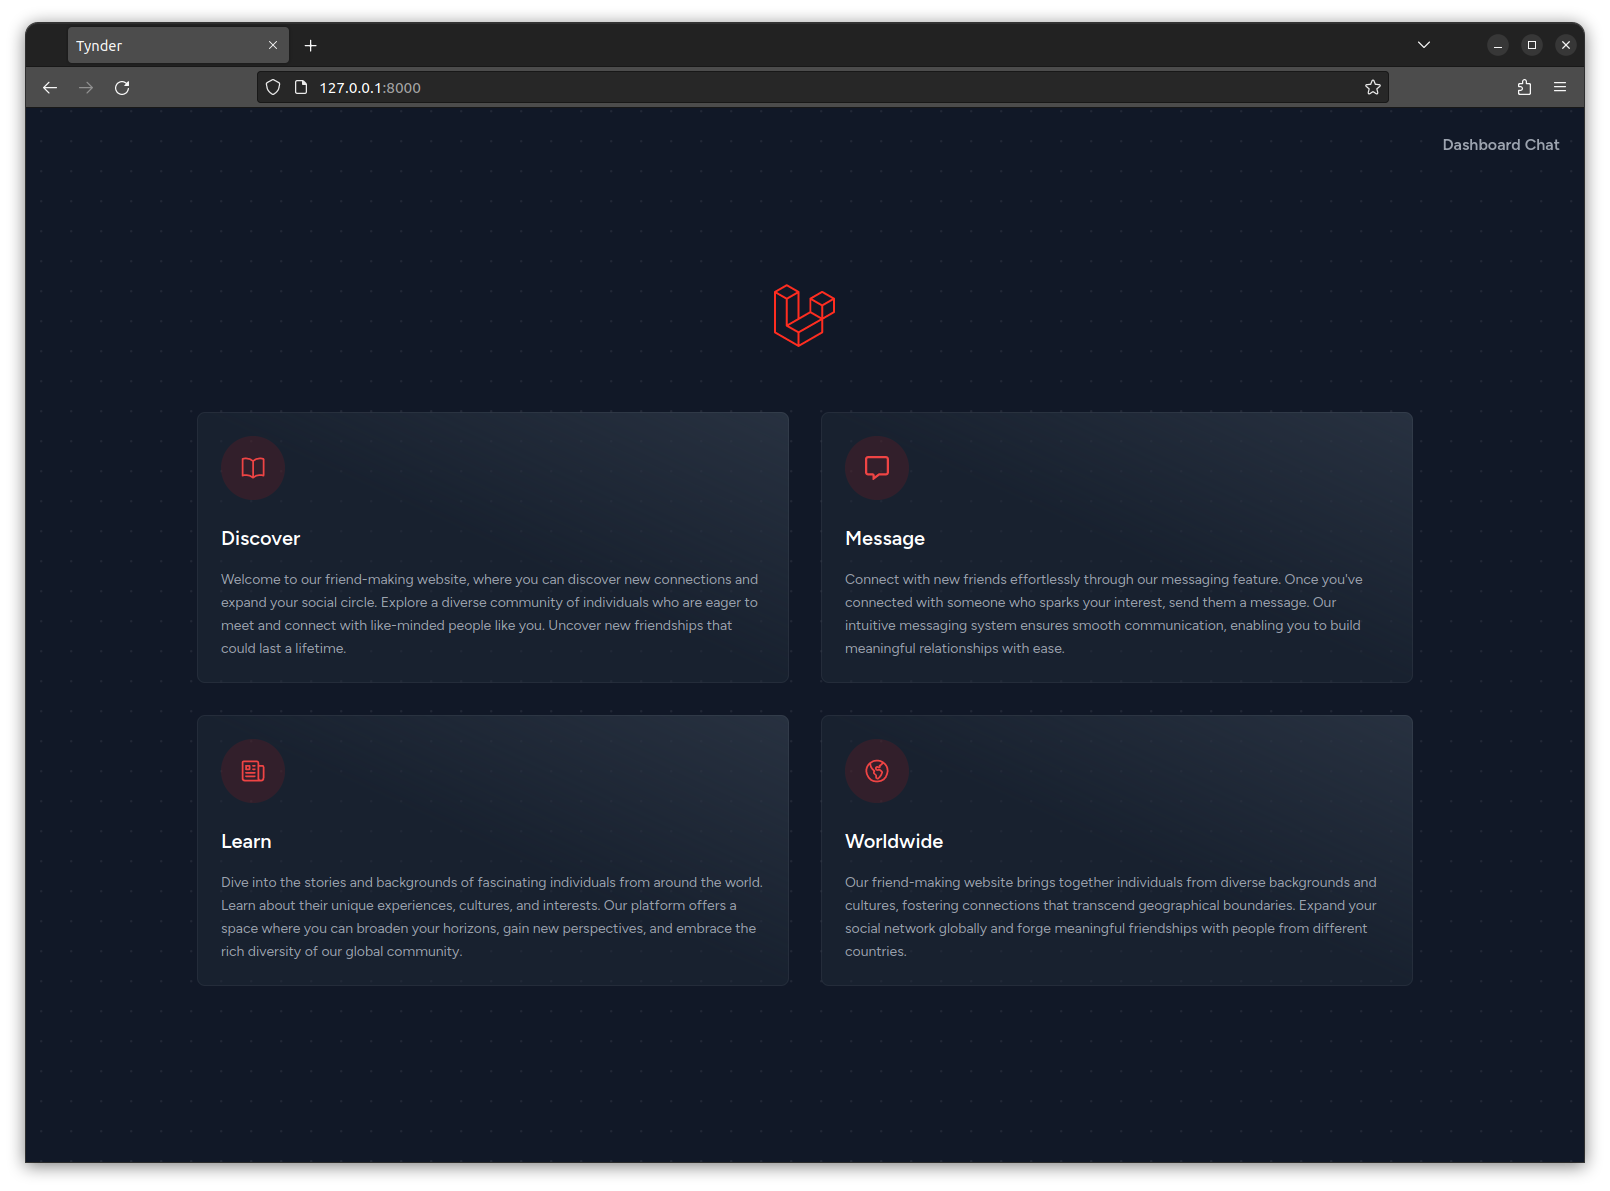 Tynder
127.0.0.1:8000
Dashboard Chat
Discover
Welcome to our friend-making website, where you can discover new connections and
expand your social circle. Explore a diverse community of individuals who are eager to
meet and connect with like-minded people like you. Uncover new friendships that
could last a lifetime.
Message
Connect with new friends effortlessly through our messaging feature. Once you've
connected with someone who sparks your interest, send them a message. Our
intuitive messaging system ensures smooth communication, enabling you to build
meaningful relationships with ease.
Learn
Dive into the stories and backgrounds of fascinating individuals from around the world.
Learn about their unique experiences, cultures, and interests. Our platform offers a
space where you can broaden your horizons, gain new perspectives, and embrace the
rich diversity of our global community.
Worldwide
Our friend-making website brings together individuals from diverse backgrounds and
cultures, fostering connections that transcend geographical boundaries. Expand your
social network globally and forge meaningful friendships with people from different
countries.